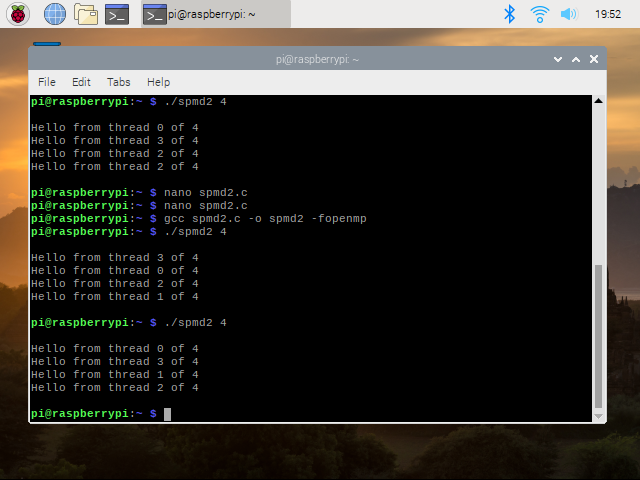 pi@raspberrypi: ~
19:52
pi@raspberrypi: ~
File Edit Tabs Help
pi@raspberrypi:~ $ ./spmd2 4
Hello from thread 0 of 4
Hello from thread 3 of 4
Hello from thread 2 of 4
Hello from thread 2 of 4
pi@raspberrypi:~ $ nano spmd2.c
pi@raspberrypi:~ $ nano spmd2.c
pi@raspberrypi:~ $ gcc spmd2.c -o spmd2 -fopenmp
pi@raspberrypi:~ $ ./spmd2 4
Hello from thread 3 of 4
Hello from thread 0 of 4
Hello from thread 2 of 4
Hello from thread 1 of 4
pi@raspberrypi:~ $ ./spmd2 4
Hello from thread 0 of 4
Hello from thread 3 of 4
Hello from thread 1 of 4
Hello from thread 2 of 4
pi@raspberrypi:~ $